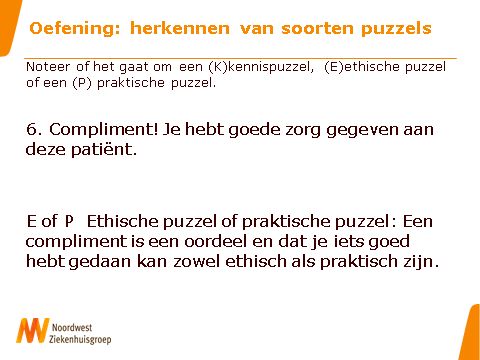 Oefening: herkennen van soorten puzzels
Noteer of het gaat om een (K)kennispuzzel, (E)ethische puzzel
of een (P) praktische puzzel.
6. Compliment! Je hebt goede zorg gegeven aan
deze patiënt.
E of P Ethische puzzel of praktische puzzel: Een
compliment is een oordeel en dat je iets goed
hebt gedaan kan zowel ethisch als praktisch zijn.
Noordwest
Ziekenhuisgroep